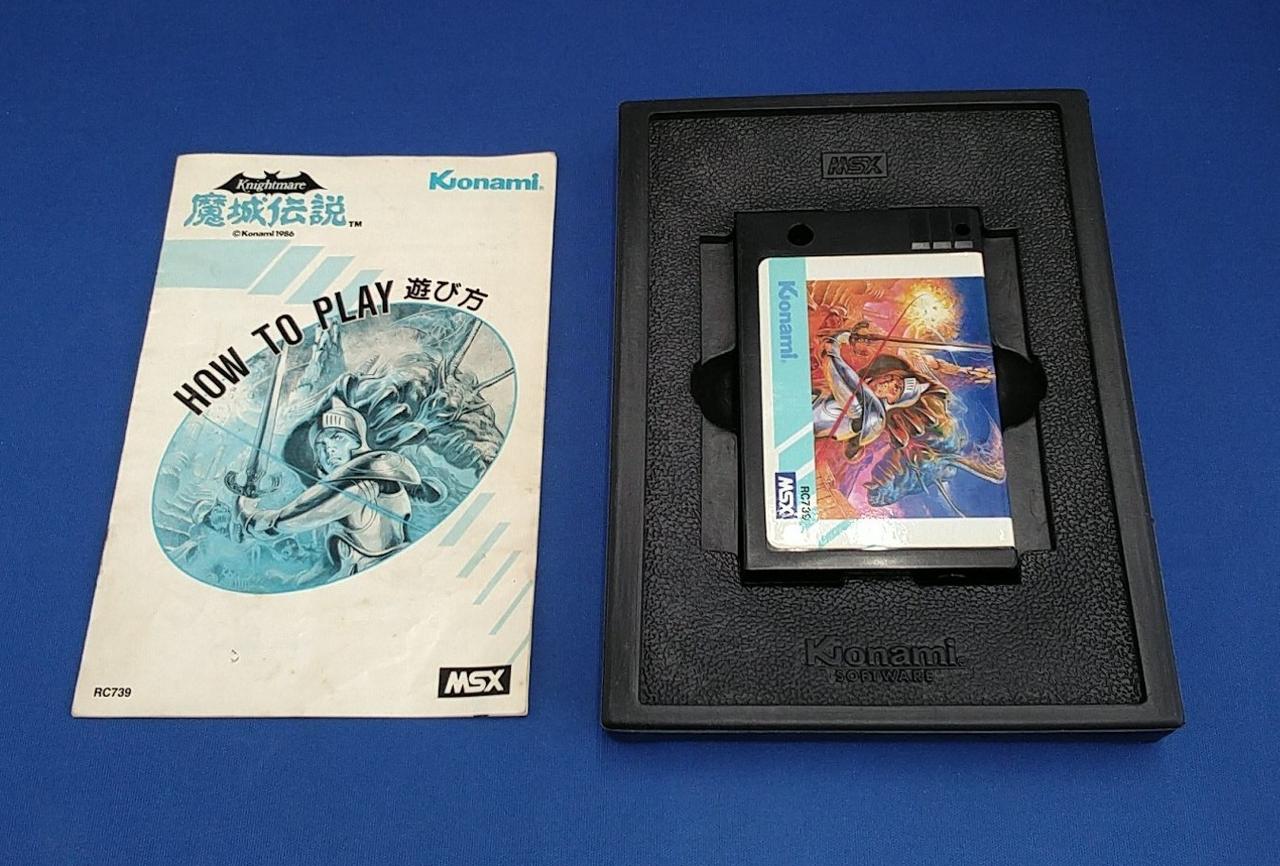 Knightmare
魔城伝説™
©Konami 1986
Konami®
HOW TO PLAY 遊び方
RC739
MSX
MSX
Konami
MSX
RC739
Konami®
SOFTWARE